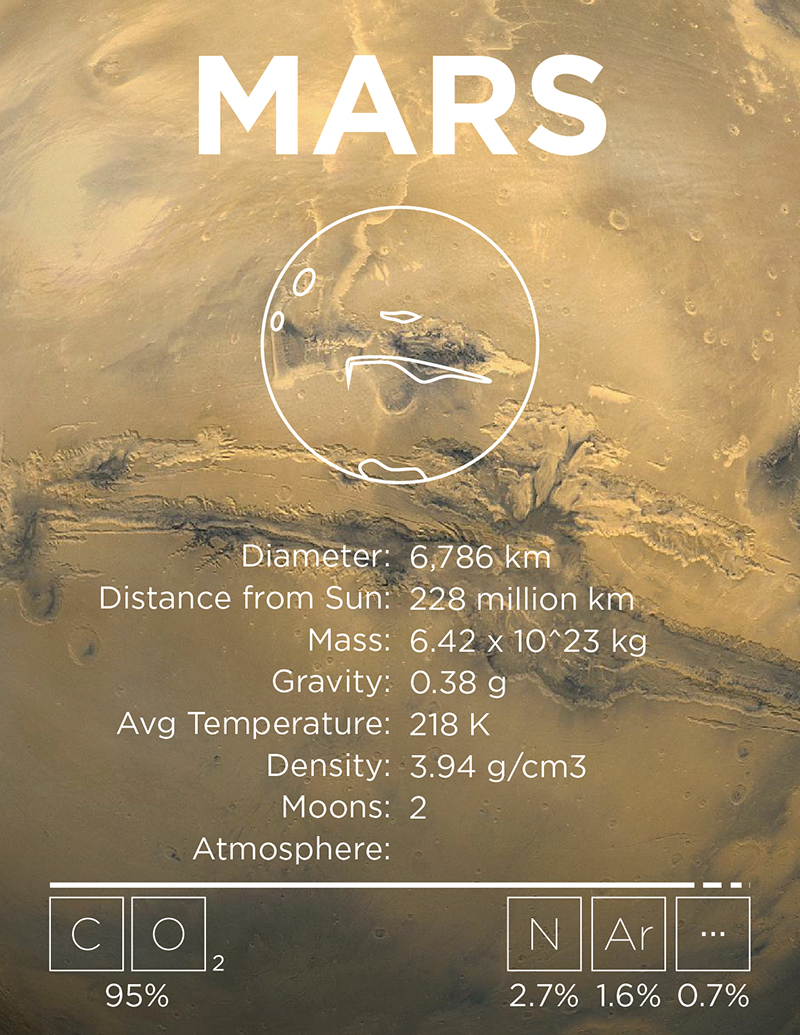 MARS
Diameter: 6,786 km
Distance from Sun: 228 million km
Mass: 6.42 x 10^23 kg
Gravity: 0.38 g
Avg Temperature: 218 K
Density: 3.94 g/cm3
Moons: 2
Atmosphere:
C O 2 N Ar ...
95% 2.7% 1.6% 0.7%